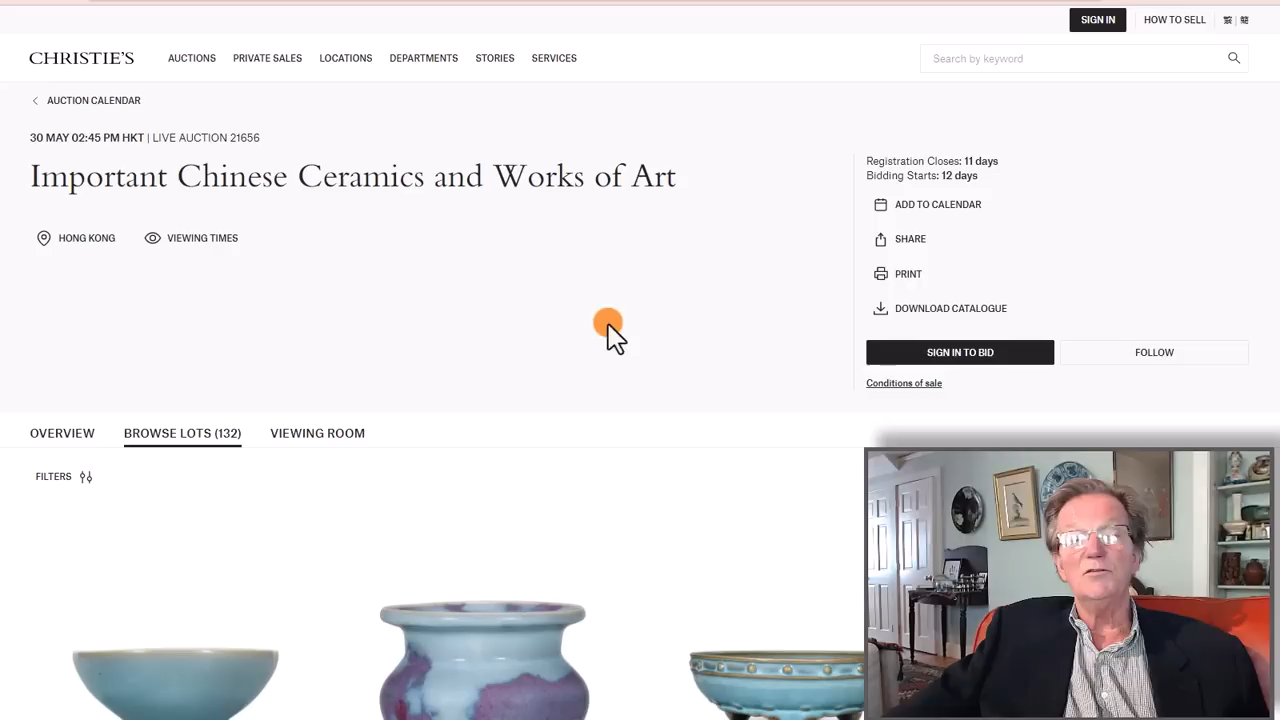 SIGN IN
HOW TO SELL
繁 | 簡
CHRISTIE'S
AUCTIONS
PRIVATE SALES
LOCATIONS
DEPARTMENTS
STORIES
SERVICES
Search by keyword
AUCTION CALENDAR
30 MAY 02:45 PM HKT | LIVE AUCTION 21656
Important Chinese Ceramics and Works of Art
HONG KONG
VIEWING TIMES
Registration Closes: 11 days
Bidding Starts: 12 days
ADD TO CALENDAR
SHARE
PRINT
DOWNLOAD CATALOGUE
SIGN IN TO BID
FOLLOW
Conditions of sale
OVERVIEW
BROWSE LOTS (132)
VIEWING ROOM
FILTERS